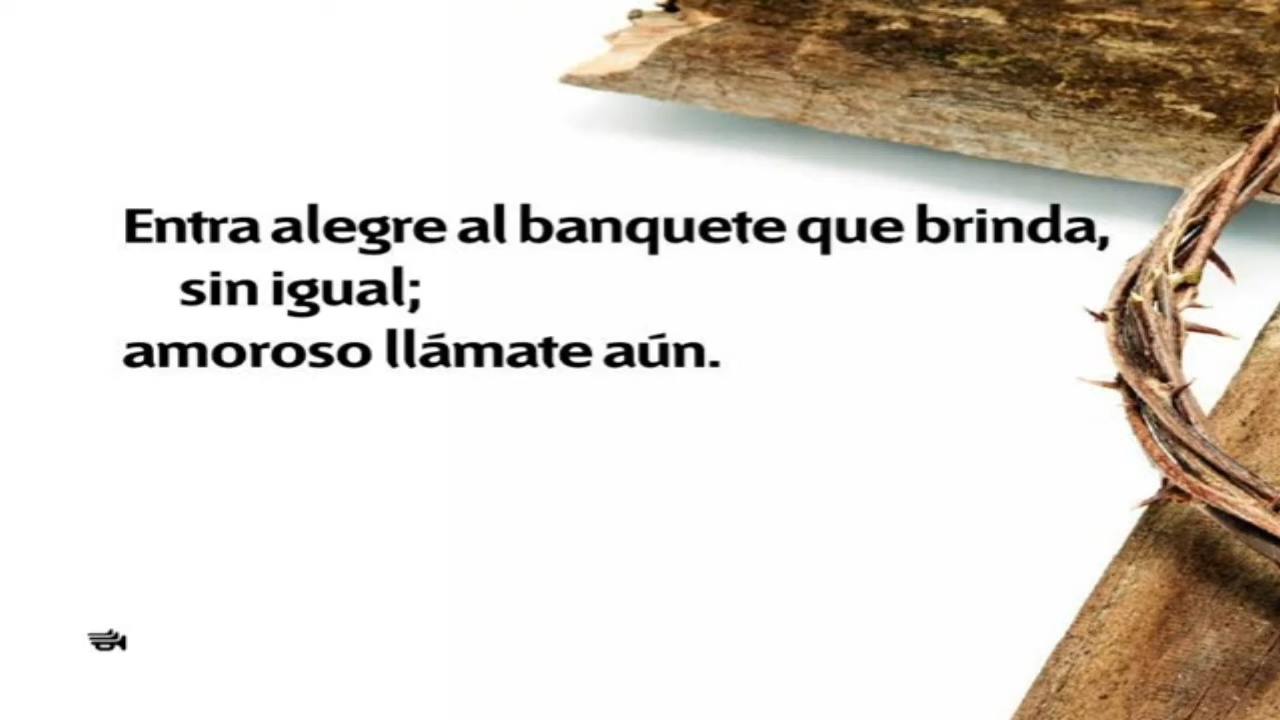 Entra alegre al banquete que brinda,
sin igual;
amoroso llámate aún.